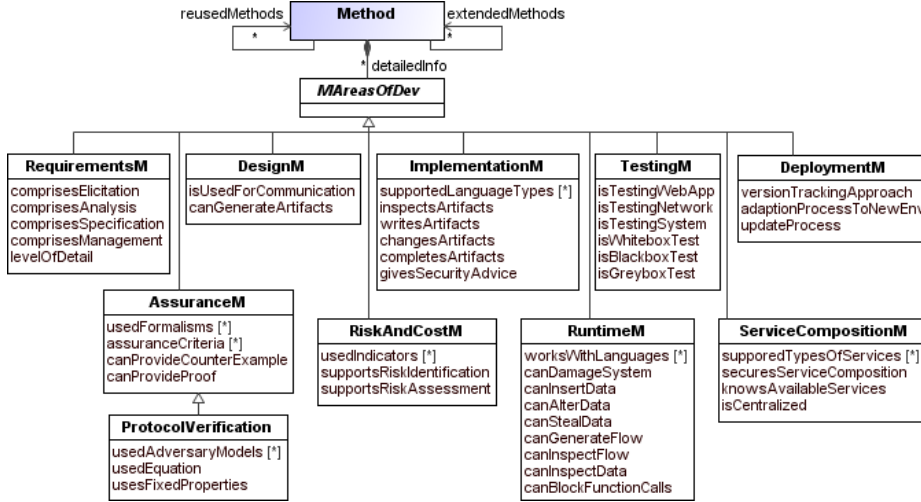 reusedMethods
Method
extendedMethods
*
*
* detailedInfo
MAreasOfDev
RequirementsM
comprisesElicitation
comprisesAnalysis
comprisesSpecification
comprisesManagement
levelOfDetail
DesignM
isUsedForCommunication
canGenerateArtifacts
ImplementationM
supportedLanguageTypes [*]
inspectsArtifacts
writesArtifacts
changesArtifacts
completesArtifacts
givesSecurityAdvice
TestingM
isTestingWebApp
isTestingNetwork
isTestingSystem
isWhiteboxTest
isBlackboxTest
isGreyboxTest
DeploymentM
versionTrackingApproach
adaptionProcessToNewEnv
updateProcess
AssuranceM
usedFormalisms [*]
assuranceCriteria [*]
canProvideCounterExample
canProvideProof
RiskAndCostM
usedIndicators [*]
supportsRiskIdentification
supportsRiskAssessment
RuntimeM
worksWithLanguages [*]
canDamageSystem
canInsertData
canAlterData
canStealData
canGenerateFlow
canInspectFlow
canInspectData
canBlockFunctionCalls
ServiceCompositionM
supporedTypesOfServices [*]
securesServiceComposition
knowsAvailableServices
isCentralized
ProtocolVerification
usedAdversaryModels [*]
usedEquation
usesFixedProperties